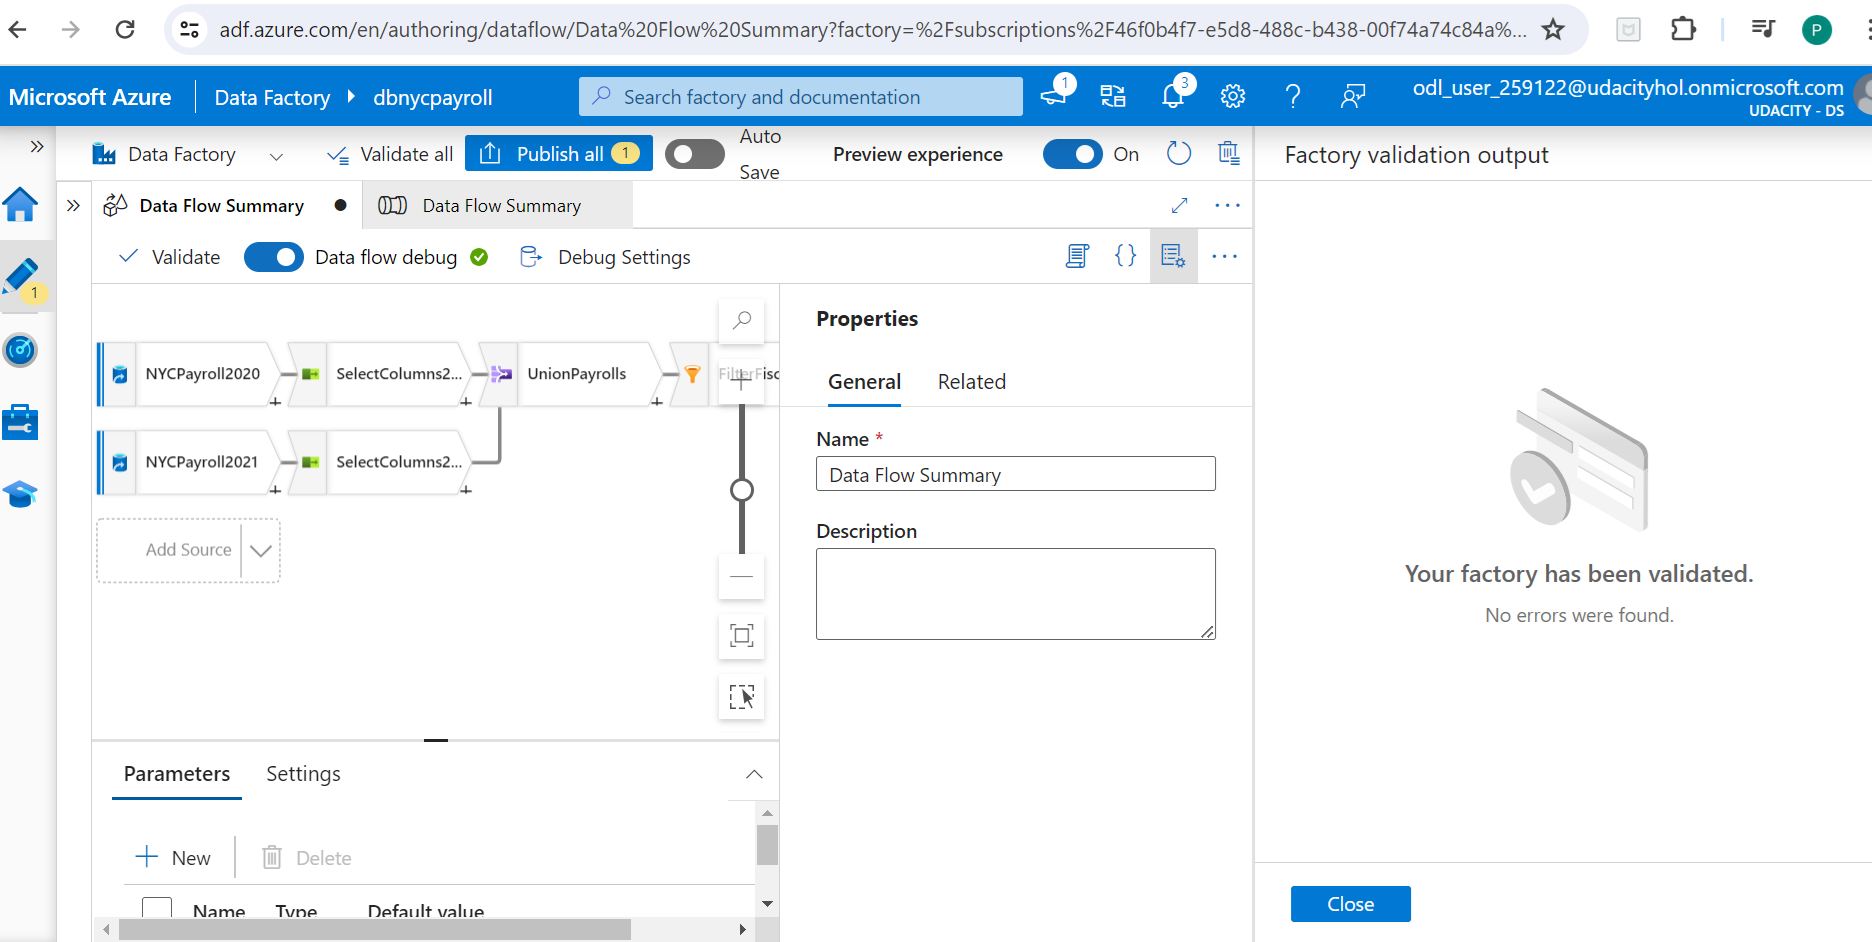 adf.azure.com/en/authoring/dataflow/Data%20Flow%20Summary?factory=%2Fsubscriptions%2F46f0b4f7-e5d8-488c-b438-00f74a74c84a%...
P
Microsoft Azure
Data Factory
dbnycpayroll
Search factory and documentation
1
3
odl_user_259122@udacityhol.onmicrosoft.com
UDACITY - DS
Data Factory
Validate all
Publish all
1
Auto
Save
Preview experience
On
Factory validation output
Data Flow Summary
Data Flow Summary
Validate
Data flow debug
Debug Settings
1
NYCPayroll2020
SelectColumns2...
UnionPayrolls
FilterFisc
NYCPayroll2021
SelectColumns2...
Add Source
Properties
General
Related
Name *
Data Flow Summary
Description
Your factory has been validated.
No errors were found.
Parameters
Settings
New
Delete
Name
Type
Default value
Close